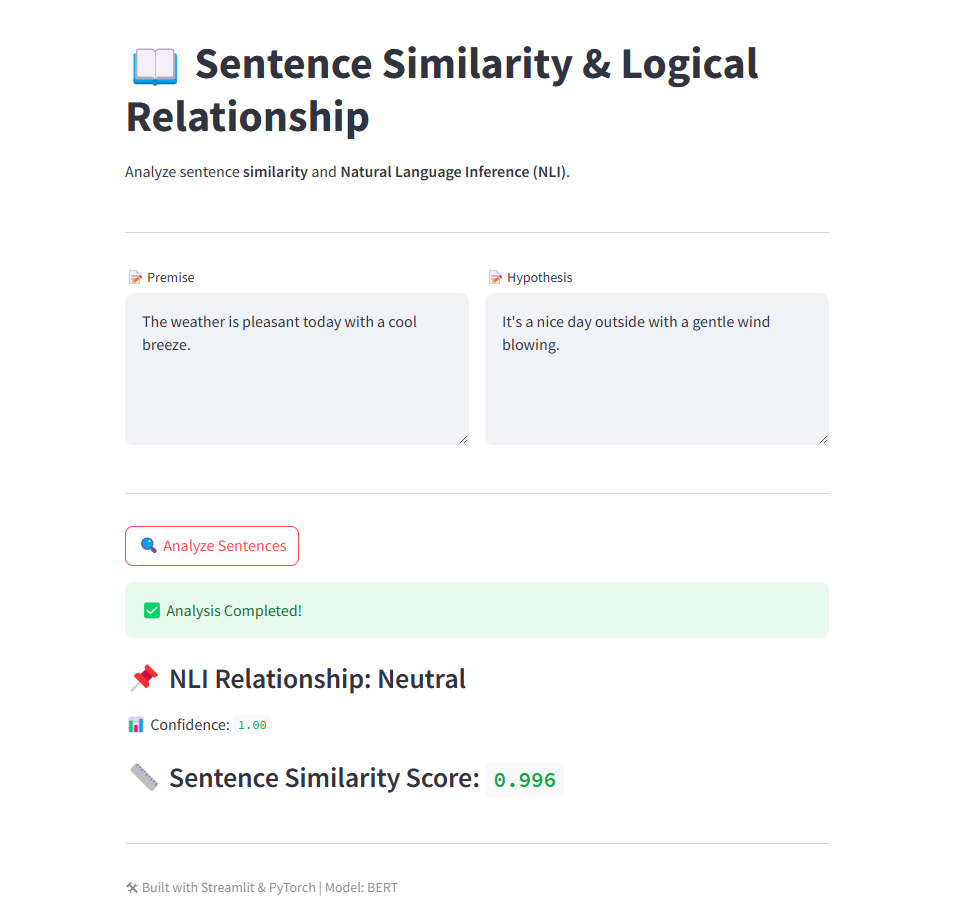 📖 Sentence Similarity & Logical
Relationship
Analyze sentence similarity and Natural Language Inference (NLI).
📝 Premise
📝 Hypothesis
The weather is pleasant today with a cool
breeze.
It's a nice day outside with a gentle wind
blowing.
🔍 Analyze Sentences
✅ Analysis Completed!
📌 NLI Relationship: Neutral
📊 Confidence: 1.00
📏 Sentence Similarity Score: 0.996
🛠 Built with Streamlit & PyTorch | Model: BERT